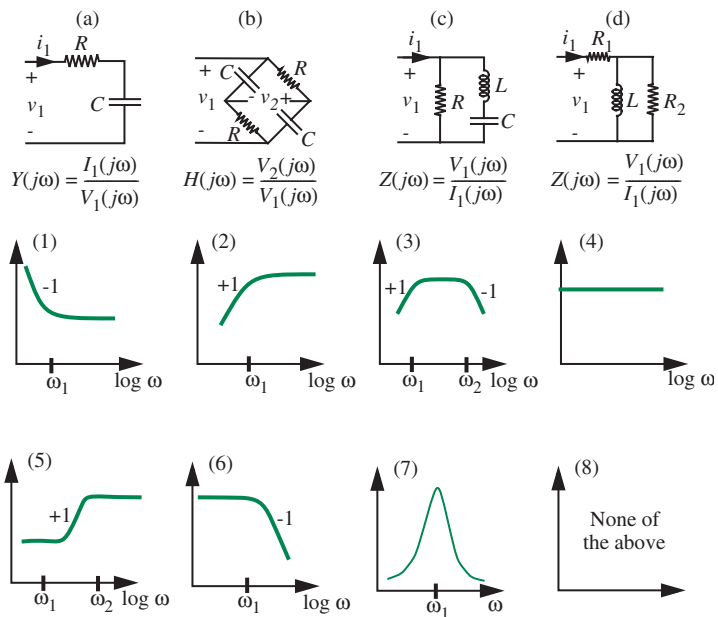 (a) (b) (c) (d)
i₁ R
+ v₁ - C
+ v₁ - C R - v₂ + R C
i₁ + v₁ - R L C
i₁ R₁ + v₁ - L R₂
Y(jω) = I₁(jω) / V₁(jω)
H(jω) = V₂(jω) / V₁(jω)
Z(jω) = V₁(jω) / I₁(jω)
Z(jω) = V₁(jω) / I₁(jω)
(1) -1 ω₁ log ω
(2) +1 ω₁ log ω
(3) +1 -1 ω₁ ω₂ log ω
(4) log ω
(5) +1 ω₁ ω₂ log ω
(6) -1 ω₁ log ω
(7) ω₁ ω
(8)
None of
the above